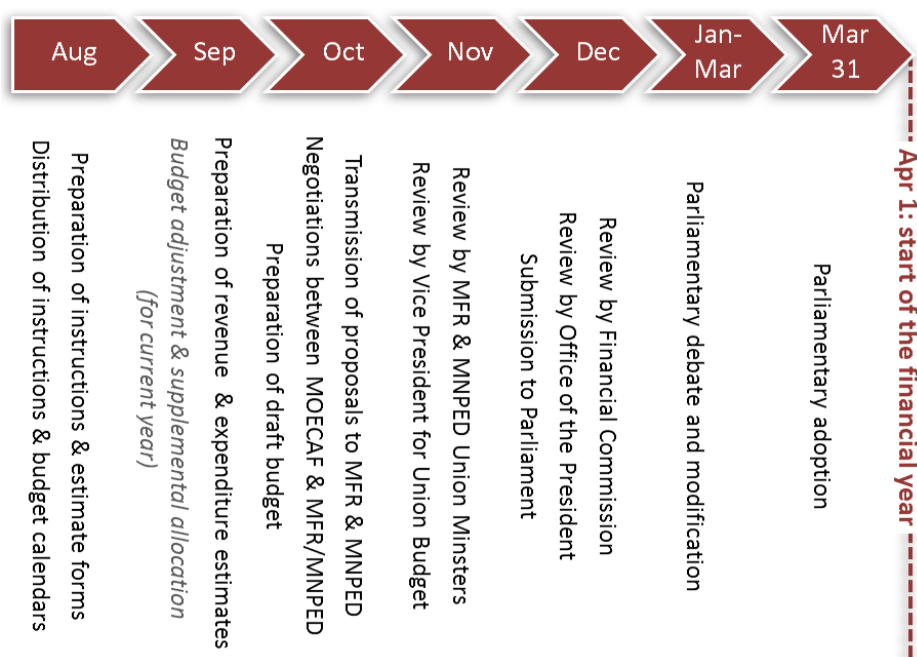 Aug
Sep
Oct
Nov
Dec
Jan-
Mar
Mar
31
Preparation of instructions & estimate forms
Distribution of instructions & budget calendars
Preparation of revenue & expenditure estimates
Budget adjustment & supplemental allocation
(for current year)
Transmission of proposals to MFR & MNPED
Negotiations between MOECAF & MFR/MNPED
Preparation of draft budget
Review by MFR & MNPED Union Minsters
Review by Vice President for Union Budget
Review by Financial Commission
Review by Office of the President
Submission to Parliament
Parliamentary debate and modification
Parliamentary adoption
Apr 1: start of the financial year